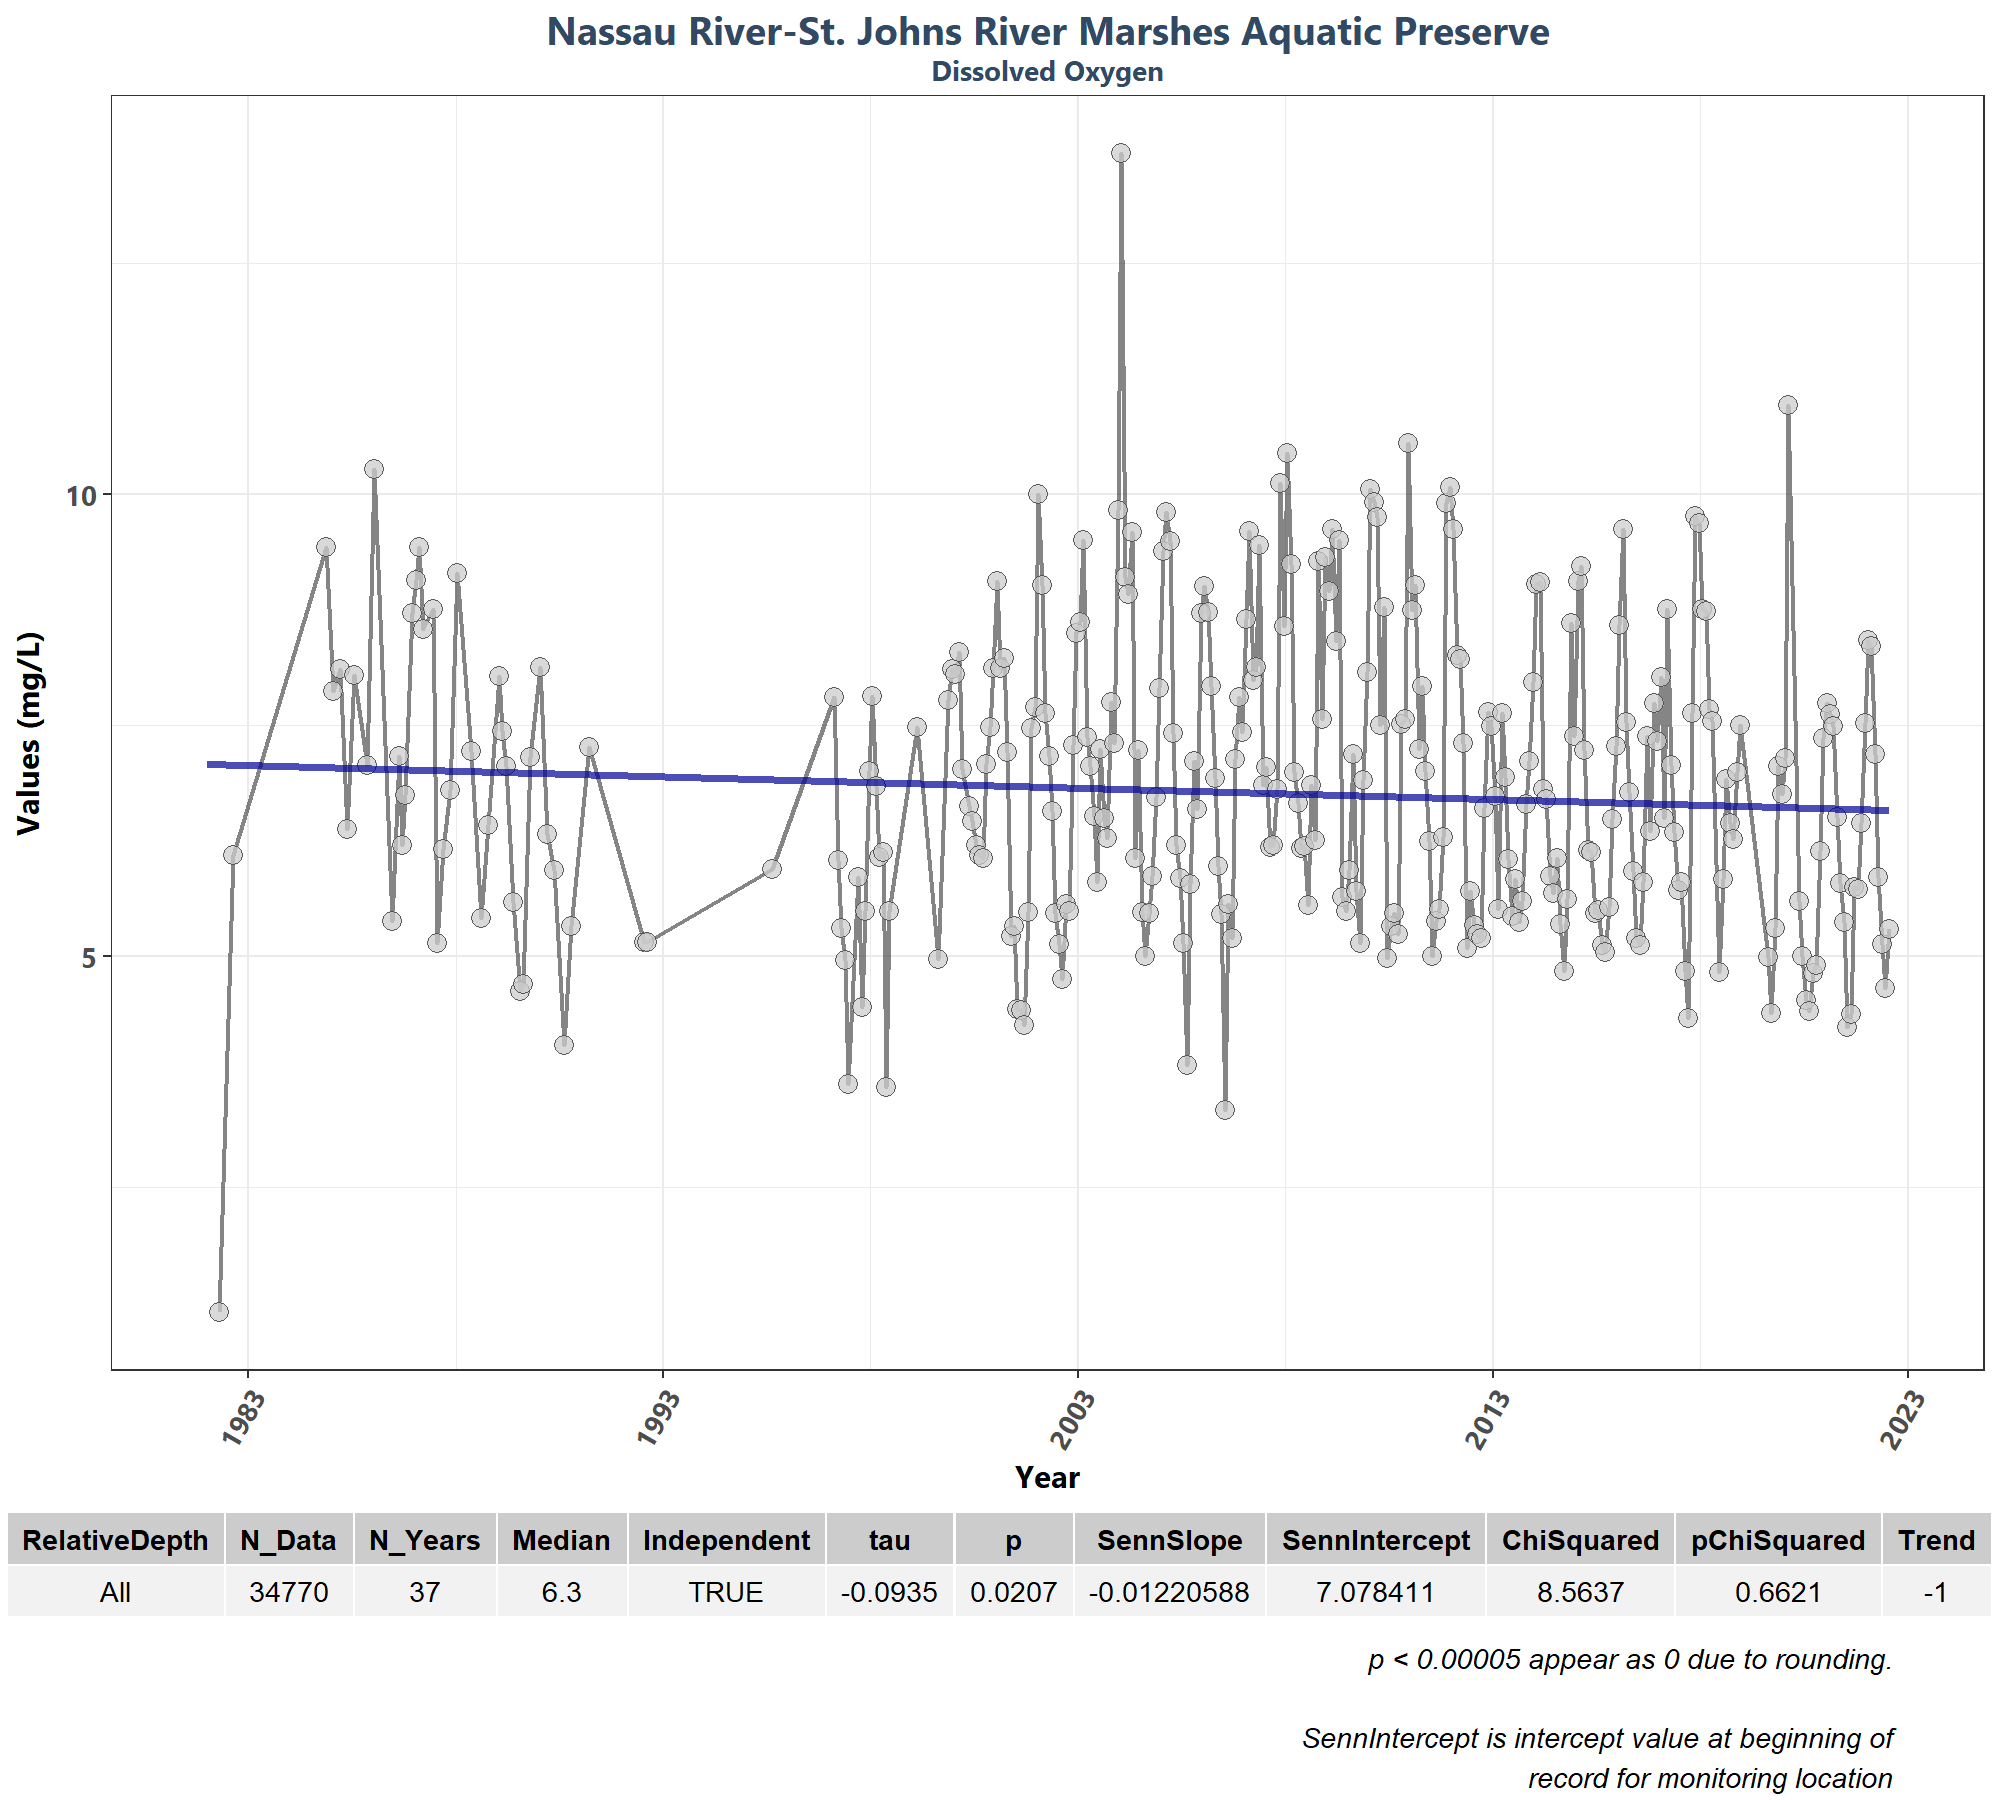 Nassau River-St. Johns River Marshes Aquatic Preserve
Dissolved Oxygen
Values (mg/L)
10
5
1983
1993
2003
2013
2023
Year
RelativeDepth N_Data N_Years Median Independent tau p SennSlope SennIntercept ChiSquared pChiSquared Trend
All 34770 37 6.3 TRUE -0.0935 0.0207 -0.01220588 7.078411 8.5637 0.6621 -1
p < 0.00005 appear as 0 due to rounding.
SennIntercept is intercept value at beginning of
record for monitoring location